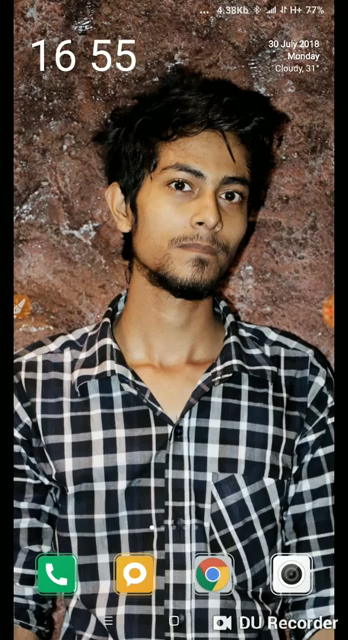 ... 4.38Kb H+ 77%
16 55
30 July 2018
Monday
Cloudy, 31°
DU Recorder